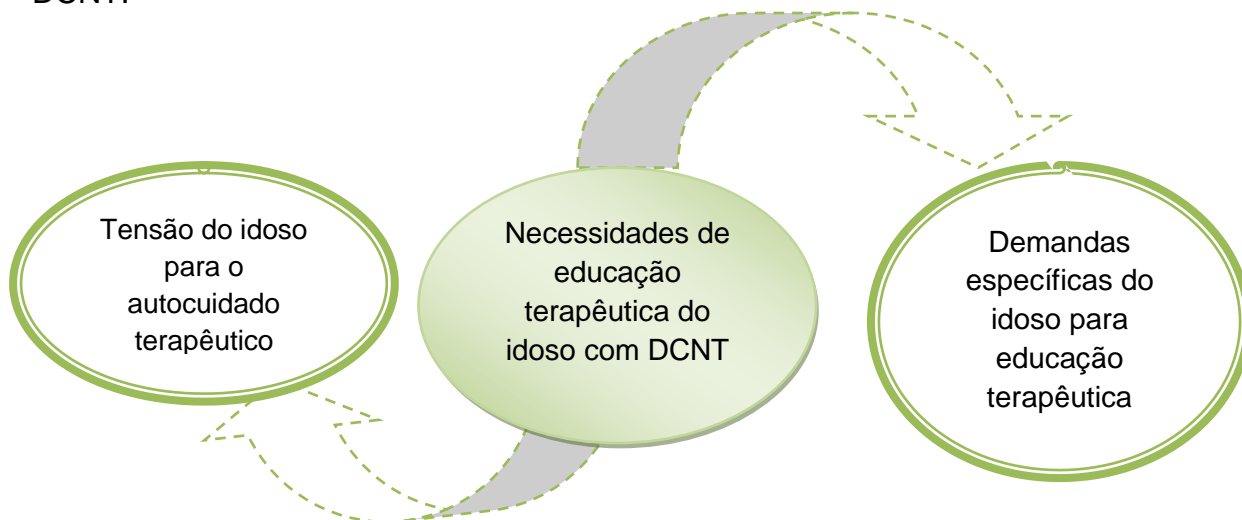 DCNT.
Tensão do idoso
para o
autocuidado
terapêutico
Necessidades de
educação
terapêutica do
idoso com DCNT
Demandas
específicas do
idoso para
educação
terapêutica